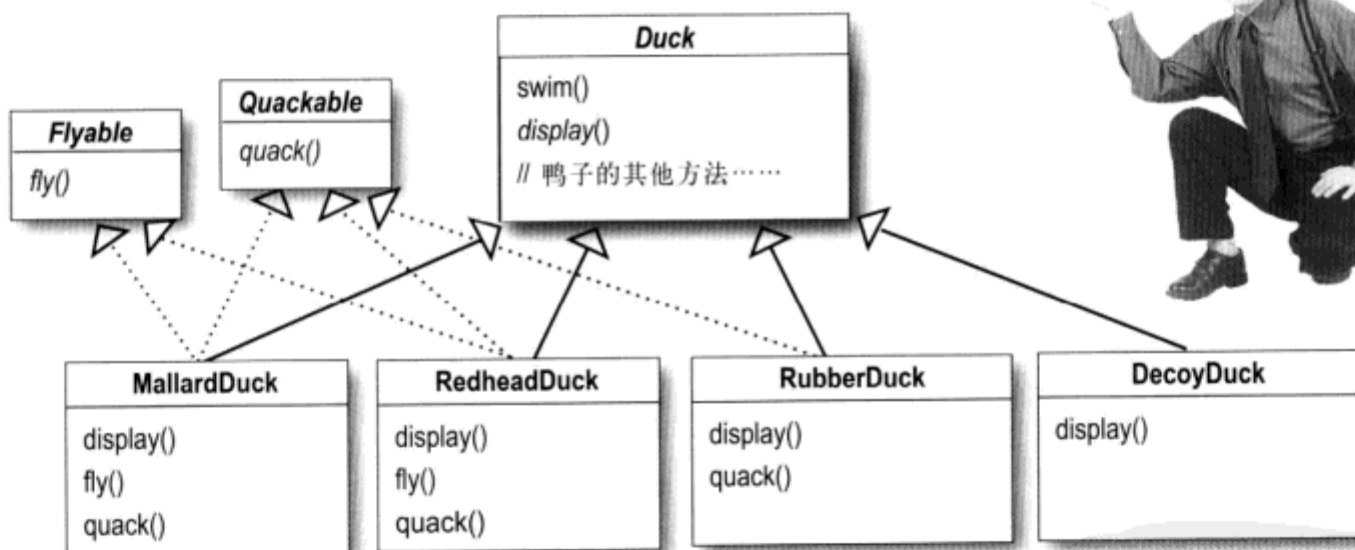 Flyable
fly()
Quackable
quack()
Duck
swim()
display()
// 鸭子的其他方法……
MallardDuck
display()
fly()
quack()
RedheadDuck
display()
fly()
quack()
RubberDuck
display()
quack()
DecoyDuck
display()